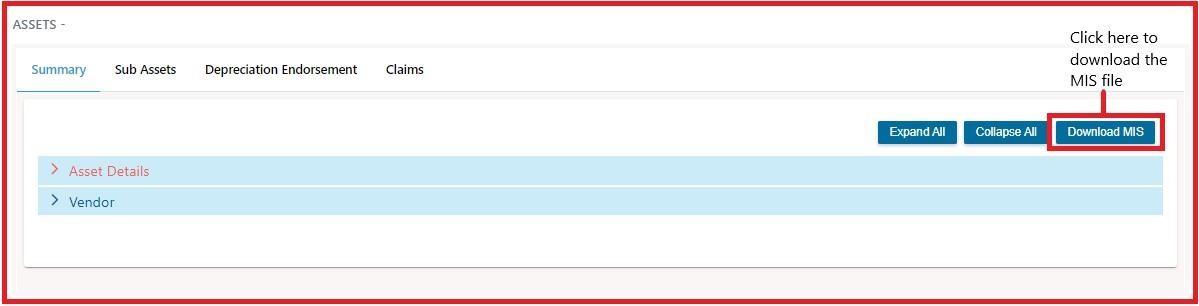 ASSETS -
Click here to
download the
MIS file
Summary Sub Assets Depreciation Endorsement Claims
Expand All Collapse All Download MIS
Asset Details
Vendor